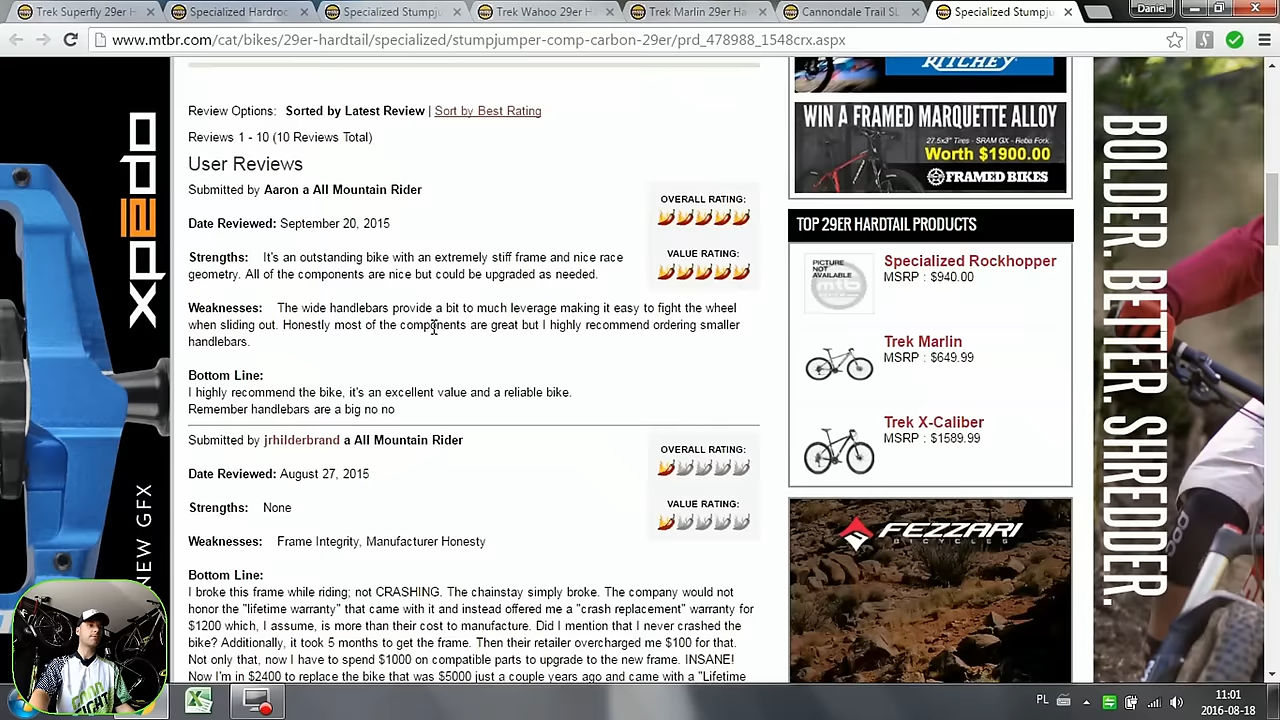 Trek Superfly 29er H
Specialized Hardroc
Specialized Stumpju
Trek Wahoo 29er H
Trek Marlin 29er Ha
Cannondale Trail SL
Specialized Stumpju
Daniel
www.mtbr.com/cat/bikes/29er-hardtail/specialized/stumpjumper-comp-carbon-29er/prd_478988_1548crx.aspx
Review Options: Sorted by Latest Review | Sort by Best Rating
Reviews 1 - 10 (10 Reviews Total)
User Reviews
Submitted by Aaron a All Mountain Rider
Date Reviewed: September 20, 2015
Strengths: It's an outstanding bike with an extremely stiff frame and nice race
geometry. All of the components are nice but could be upgraded as needed.
OVERALL RATING:
VALUE RATING:
Weaknesses: The wide handlebars provide a bit to much leverage making it easy to fight the wheel
when sliding out. Honestly most of the components are great but I highly recommend ordering smaller
handlebars.
Bottom Line:
I highly recommend the bike, it's an excellent value and a reliable bike.
Remember handlebars are a big no no
Submitted by jrhilderbrand a All Mountain Rider
Date Reviewed: August 27, 2015
Strengths: None
Weaknesses: Frame Integrity, Manufacturer Honesty
OVERALL RATING:
VALUE RATING:
Bottom Line:
I broke this frame while riding, not CRASHING. The chainstay simply broke. The company would not
honor the "lifetime warranty" that came with it and instead offered me a "crash replacement" warranty for
$1200 which, I assume, is more than their cost to manufacture. Did I mention that I never crashed the
bike? Additionally, it took 5 months to get the frame. Then their retailer overcharged me $100 for that.
Not only that, now I have to spend $1000 on compatible parts to upgrade to the new frame. INSANE!
Now I'm in $2400 to replace the bike that was $5000 just a couple years ago and came with a "Lifetime
RITCHEY
WIN A FRAMED MARQUETTE ALLOY
27.5x3" Tires - SRAM GX - Reba Fork
Worth $1900.00
FRAMED BIKES
TOP 29ER HARDTAIL PRODUCTS
PICTURE
NOT
AVAILABLE
mtb
Specialized Rockhopper
MSRP : $940.00
Trek Marlin
MSRP : $649.99
Trek X-Caliber
MSRP : $1589.99
FEZZARI
BICYCLES
xpedo
NEW GFX
BOLDER. BETTER. SHREDDER.
PL
11:01
2016-08-18